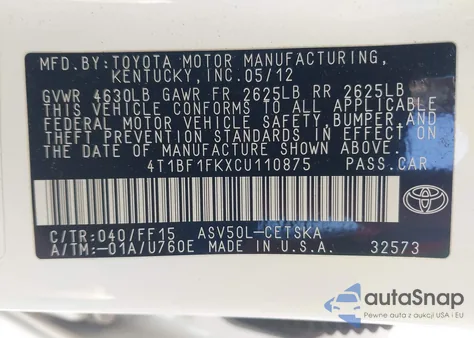 MFD.BY:TOYOTA MOTOR MANUFACTURING,
KENTUCKY, INC.05/12
GVWR 4630LB GAWR FR 2625LB RR 2625LB
THIS VEHICLE CONFORMS TO ALL APPLICABLE
FEDERAL MOTOR VEHICLE SAFETY, BUMPER AND
THEFT PREVENTION STANDARDS IN EFFECT ON
THE DATE OF MANUFACTURE SHOWN ABOVE.
4T1BF1FKXCU110875 PASS.CAR
C/TR:040/FF15 ASV50L-CETSKA
A/TM:-01A/U760E MADE IN U.S.A. 32573
TOYOTA
autoSnap
Pewne auta z aukcji USA i EU